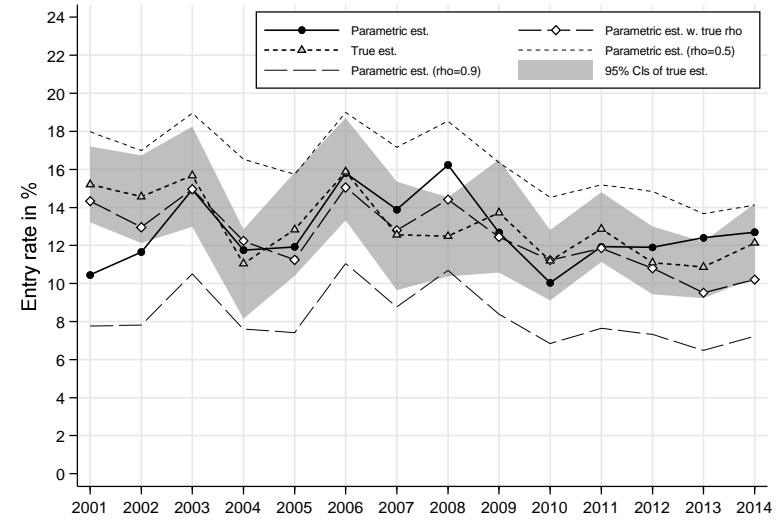 Parametric est.
Parametric est. w. true rho
True est.
Parametric est. (rho=0.5)
Parametric est. (rho=0.9)
95% CIs of true est.
Entry rate in %
24
22
20
18
16
14
12
10
8
6
4
2
0
2001 2002 2003 2004 2005 2006 2007 2008 2009 2010 2011 2012 2013 2014